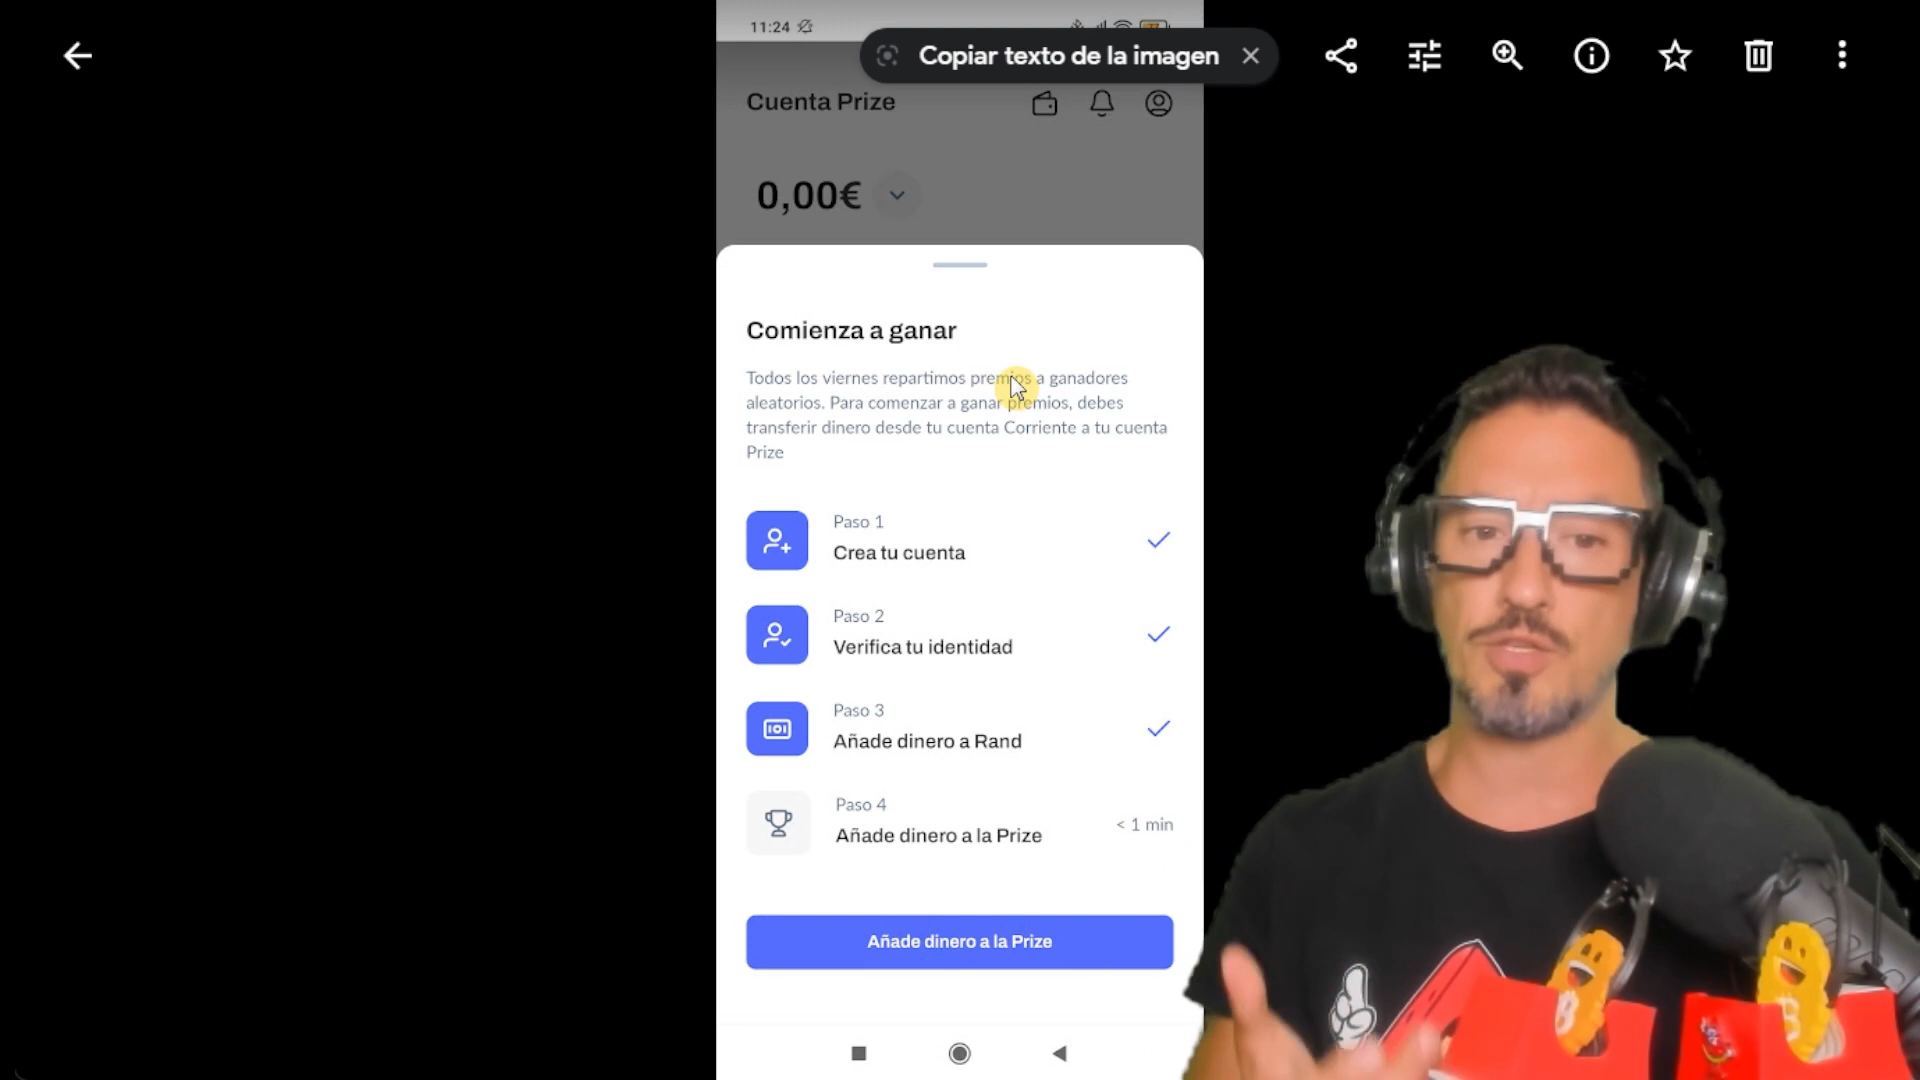 11:24
Copiar texto de la imagen
Cuenta Prize
0,00€
Comienza a ganar
Todos los viernes repartimos premios a ganadores
aleatorios. Para comenzar a ganar premios, debes
transferir dinero desde tu cuenta Corriente a tu cuenta
Prize
Paso 1
Crea tu cuenta
Paso 2
Verifica tu identidad
Paso 3
Añade dinero a Rand
Paso 4
Añade dinero a la Prize
< 1 min
Añade dinero a la Prize